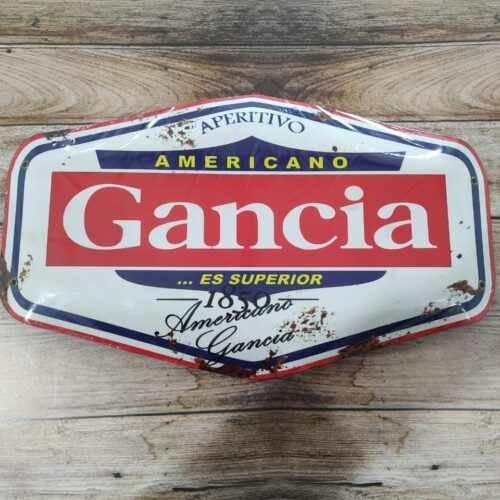 APERITIVO
AMERICANO
Gancia
... ES SUPERIOR
1850
Americano
Gancia